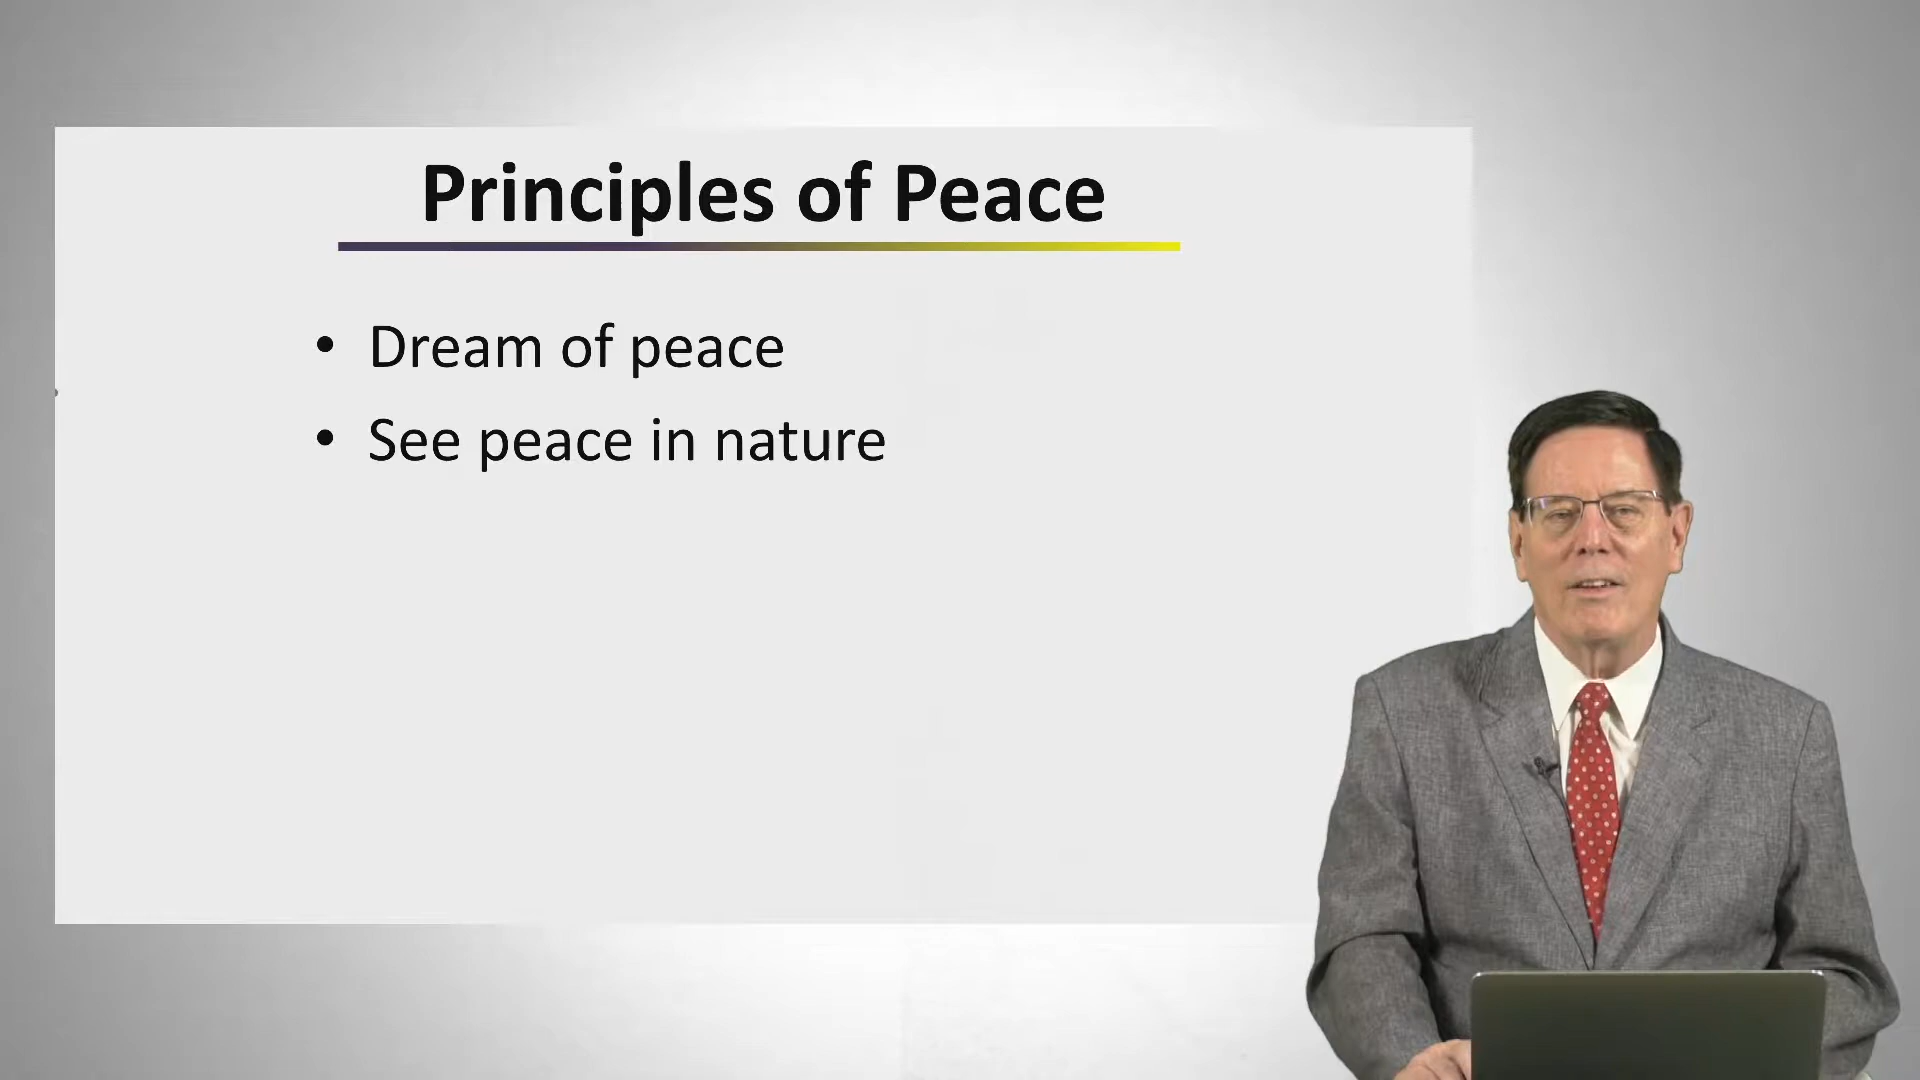 Principles of Peace
• Dream of peace
• See peace in nature